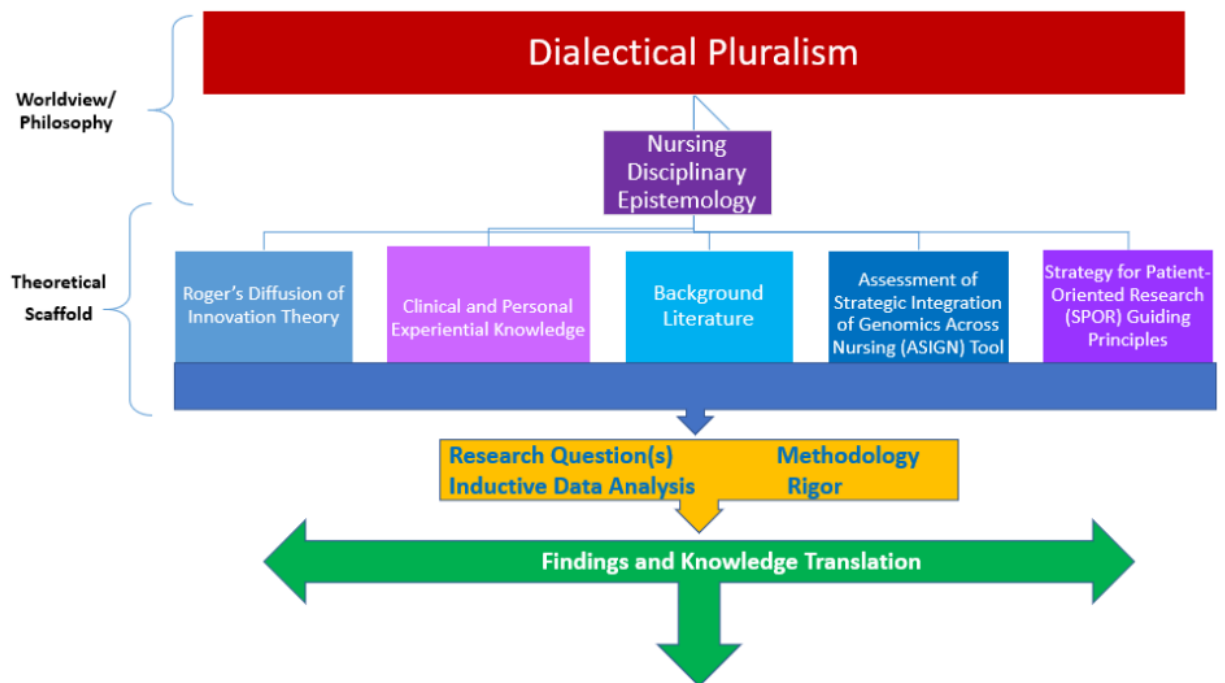 Dialectical Pluralism
Worldview/
Philosophy
Nursing
Disciplinary
Epistemology
Theoretical
Scaffold
Roger's Diffusion of
Innovation Theory
Clinical and Personal
Experiential Knowledge
Background
Literature
Assessment of
Strategic Integration
of Genomics Across
Nursing (ASIGN) Tool
Strategy for Patient-
Oriented Research
(SPOR) Guiding
Principles
Research Question(s) Methodology
Inductive Data Analysis Rigor
Findings and Knowledge Translation